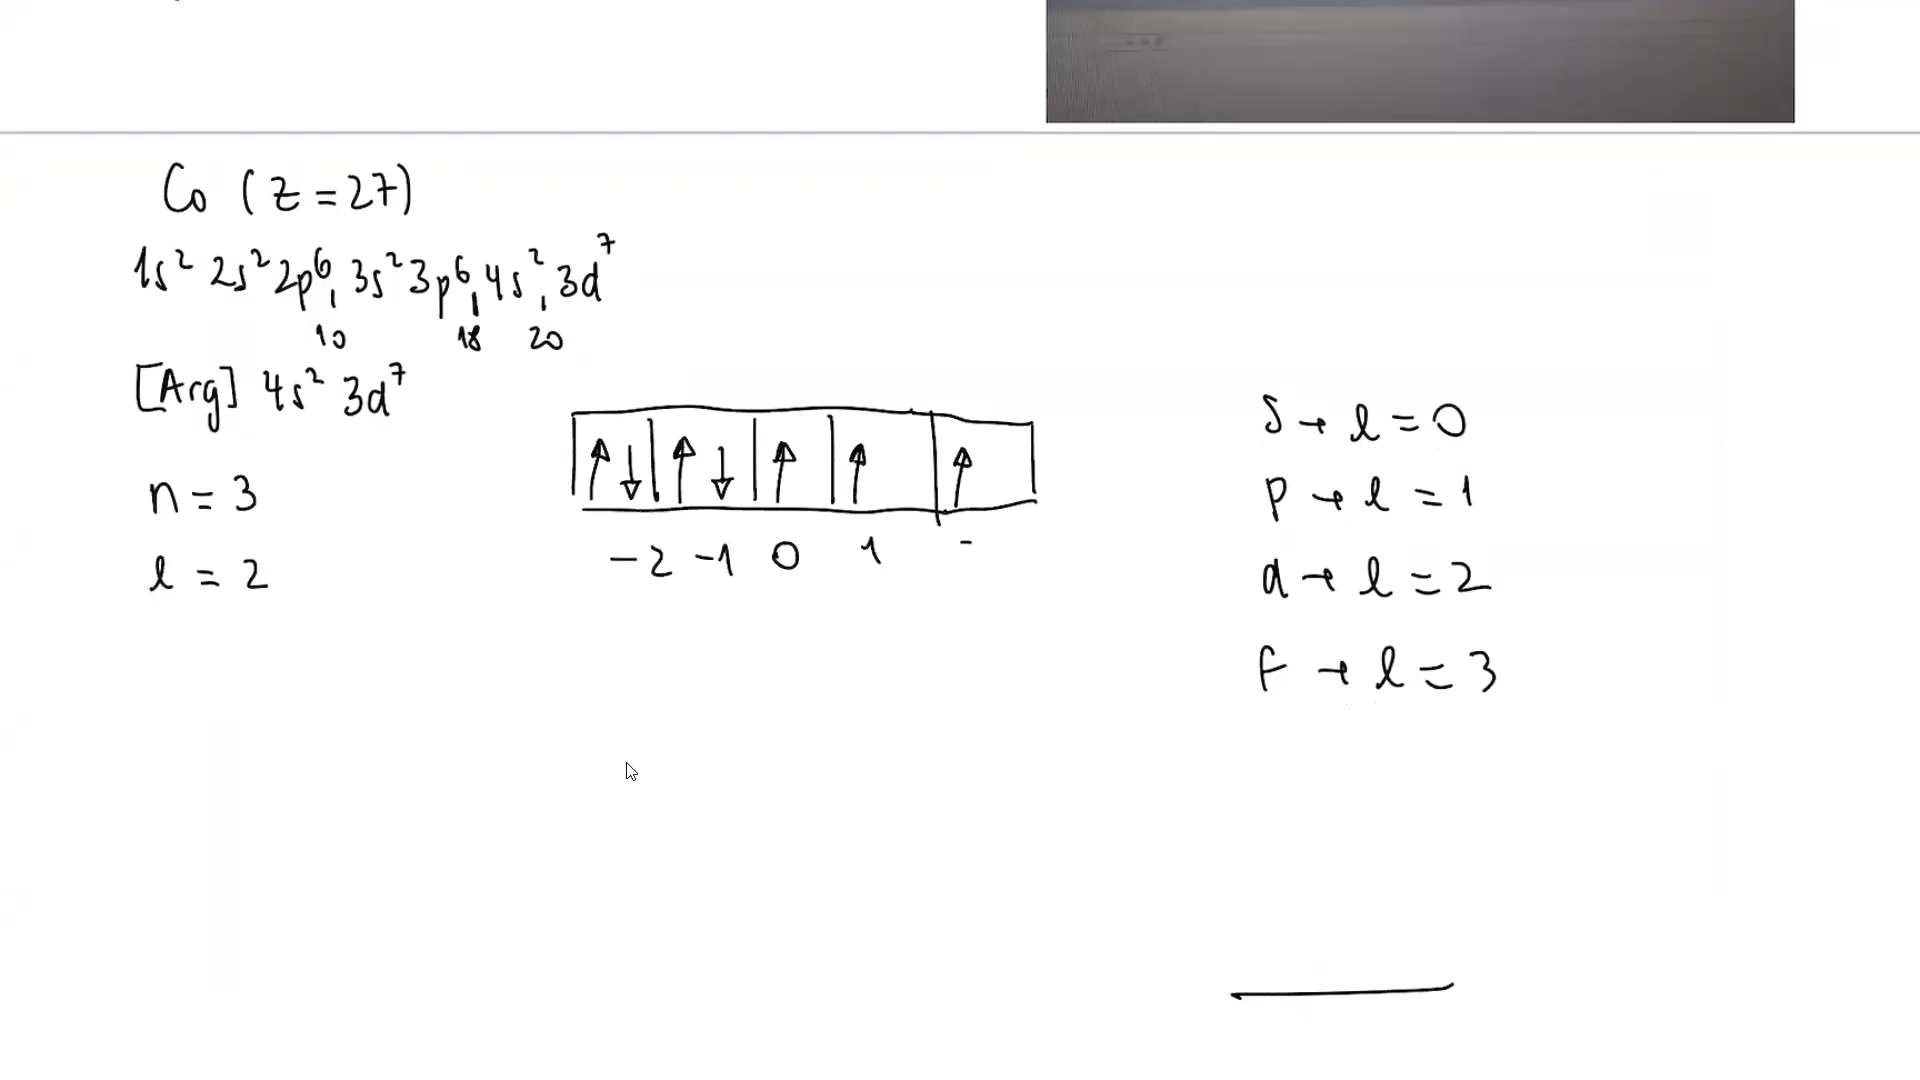 Co (Z=27)
1s² 2s² 2p⁶ 3s² 3p⁶ 4s² 3d⁷
10 18 20
[Arg] 4s² 3d⁷
n = 3
l = 2
-2 -1 0 1 -
s → l = 0
p → l = 1
d → l = 2
f → l = 3